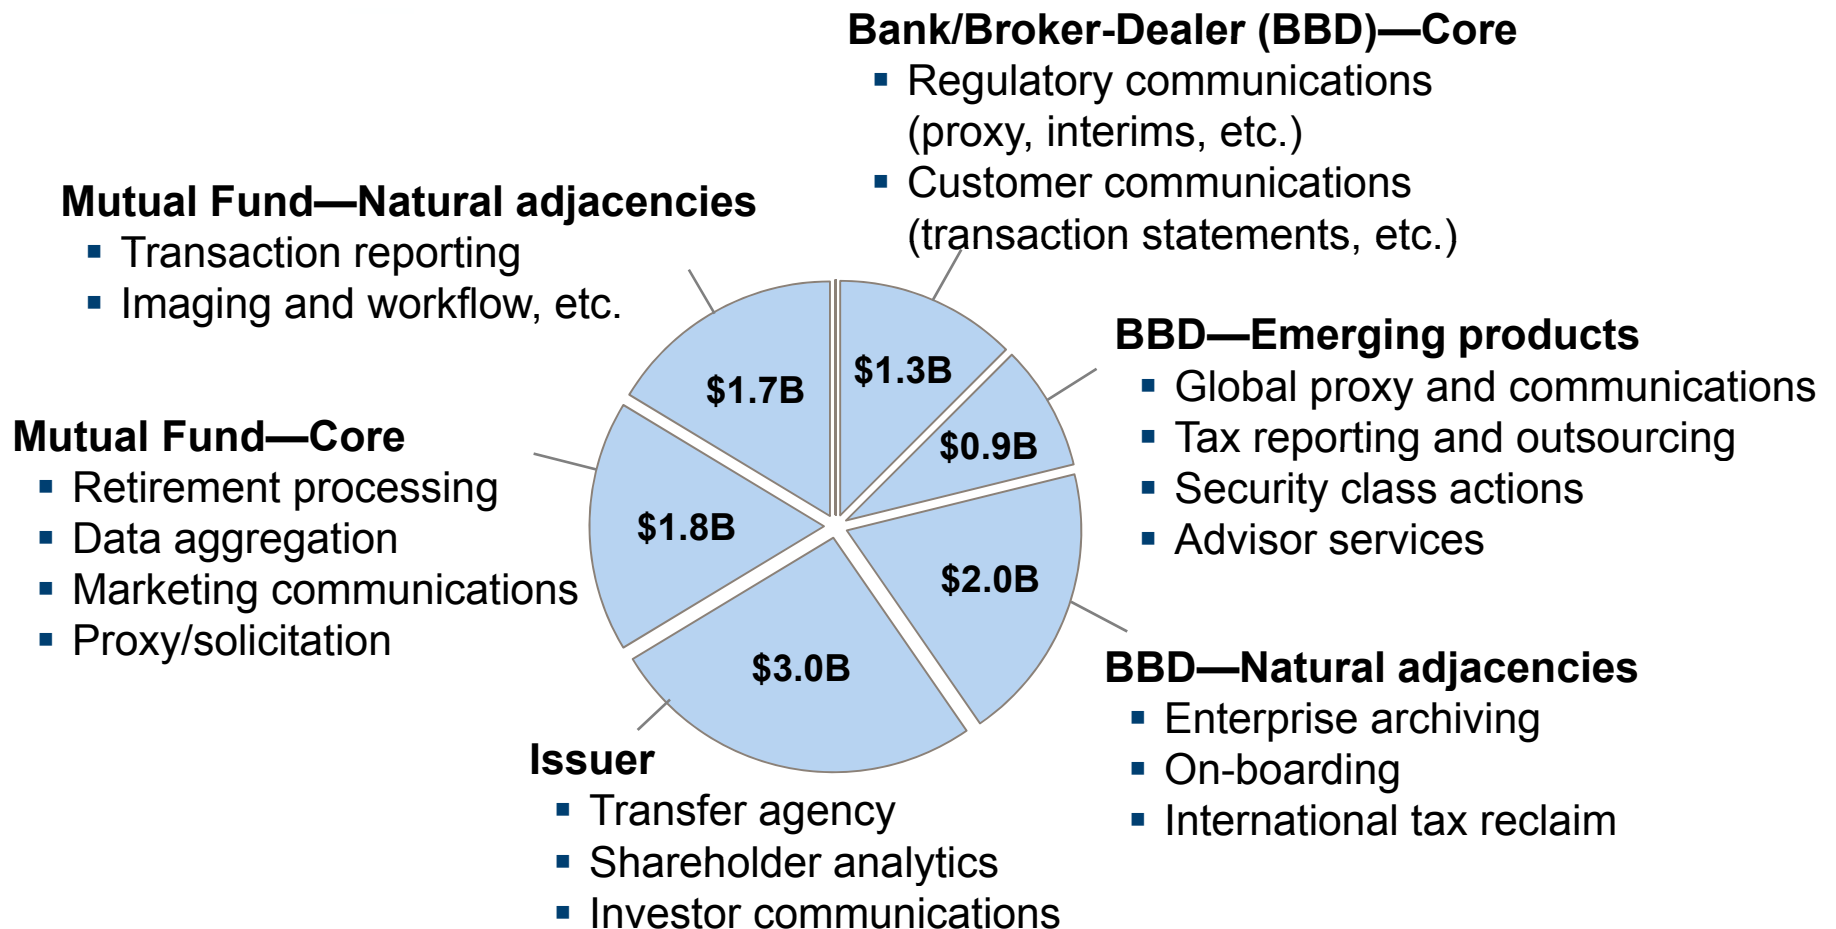 Bank/Broker-Dealer (BBD)—Core
▪ Regulatory communications
(proxy, interims, etc.)
▪ Customer communications
(transaction statements, etc.)
Mutual Fund—Natural adjacencies
▪ Transaction reporting
▪ Imaging and workflow, etc.
BBD—Emerging products
▪ Global proxy and communications
▪ Tax reporting and outsourcing
▪ Security class actions
▪ Advisor services
Mutual Fund—Core
▪ Retirement processing
▪ Data aggregation
▪ Marketing communications
▪ Proxy/solicitation
$1.7B
$1.3B
$0.9B
$1.8B
$2.0B
$3.0B
BBD—Natural adjacencies
▪ Enterprise archiving
▪ On-boarding
▪ International tax reclaim
Issuer
▪ Transfer agency
▪ Shareholder analytics
▪ Investor communications